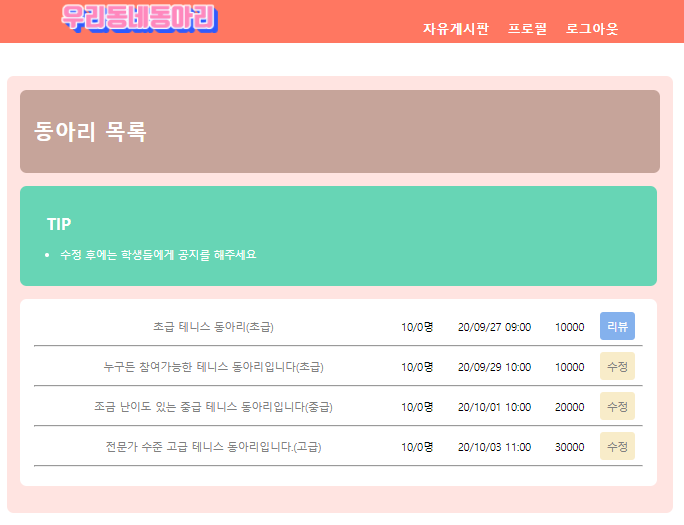 우리동네동아리
자유게시판 프로필 로그아웃
동아리 목록
TIP
• 수정 후에는 학생들에게 공지를 해주세요
초급 테니스 동아리(초급) 10/0명 20/09/27 09:00 10000 리뷰
누구든 참여가능한 테니스 동아리입니다(초급) 10/0명 20/09/29 10:00 10000 수정
조금 난이도 있는 중급 테니스 동아리입니다(중급) 10/0명 20/10/01 10:00 20000 수정
전문가 수준 고급 테니스 동아리입니다.(고급) 10/0명 20/10/03 11:00 30000 수정